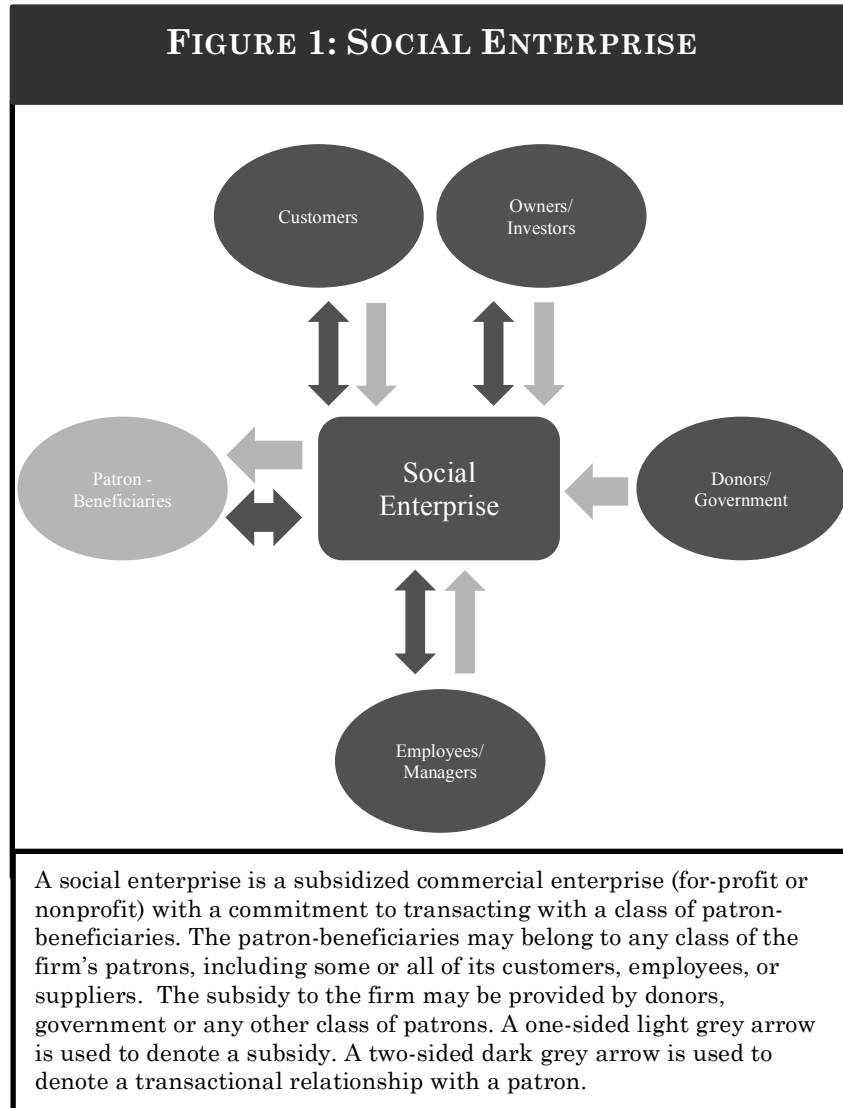 FIGURE 1: SOCIAL ENTERPRISE
Customers
Owners/
Investors
Patron -
Beneficiaries
Social
Enterprise
Donors/
Government
Employees/
Managers
A social enterprise is a subsidized commercial enterprise (for-profit or
nonprofit) with a commitment to transacting with a class of patron-
beneficiaries. The patron-beneficiaries may belong to any class of the
firm's patrons, including some or all of its customers, employees, or
suppliers.  The subsidy to the firm may be provided by donors,
government or any other class of patrons. A one-sided light grey arrow
is used to denote a subsidy. A two-sided dark grey arrow is used to
denote a transactional relationship with a patron.